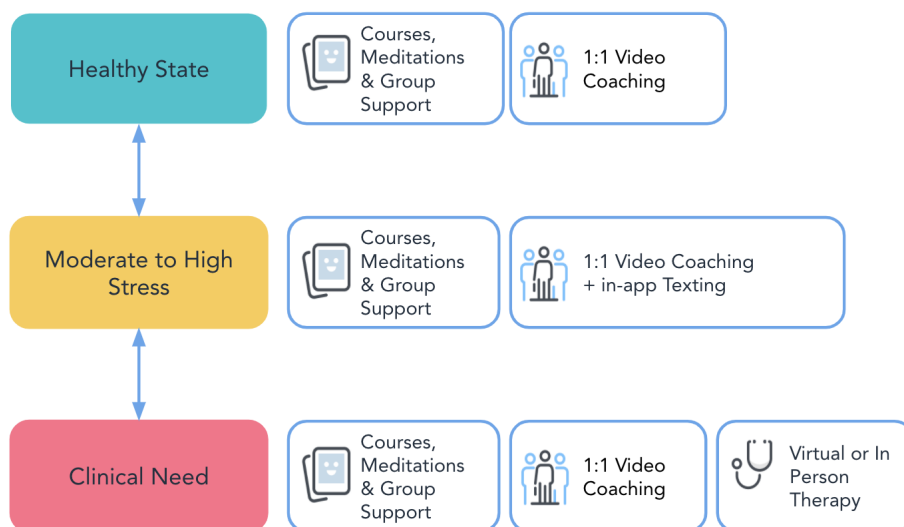 Healthy State
Courses,
Meditations
& Group
Support
1:1 Video
Coaching
Moderate to High
Stress
Courses,
Meditations
& Group
Support
1:1 Video Coaching
+ in-app Texting
Clinical Need
Courses,
Meditations
& Group
Support
1:1 Video
Coaching
Virtual or In
Person
Therapy